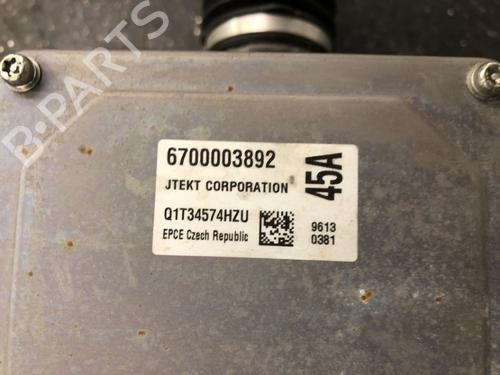 B-PARTS
6700003892
JTEKT CORPORATION
45A
Q1T34574HZU
EPCE Czech Republic
9613
0381